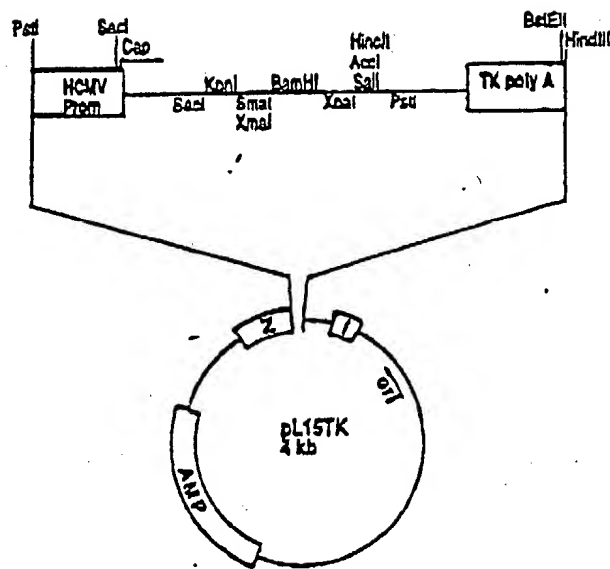 PstI
SacI
Cap
HincII
AccI
SalI
BstEII
HindIII
HCMV
Prom
KpnI
BamHI
TX poly A
SacI
SmaI
XmaI
XbaI
PstI
Z
I
ORI
pL15TK
4 kb
AMP